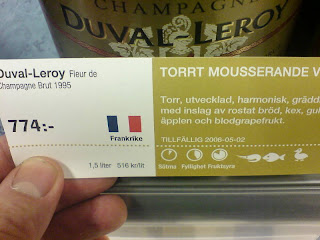 CHAMPAGNE
DUVAL-LEROY
Duval-Leroy Fleur de
Champagne Brut 1995
774:-
Frankrike
1,5 liter 516 kr/lit
TORRT MOUSSERANDE V
Torr, utvecklad, harmonisk, grädd
med inslag av rostat bröd, kex, gul
äpplen och blodgrapefrukt.
TILLFÄLLIG 2006-05-02
Sötma Fyllighet Fruktsyra